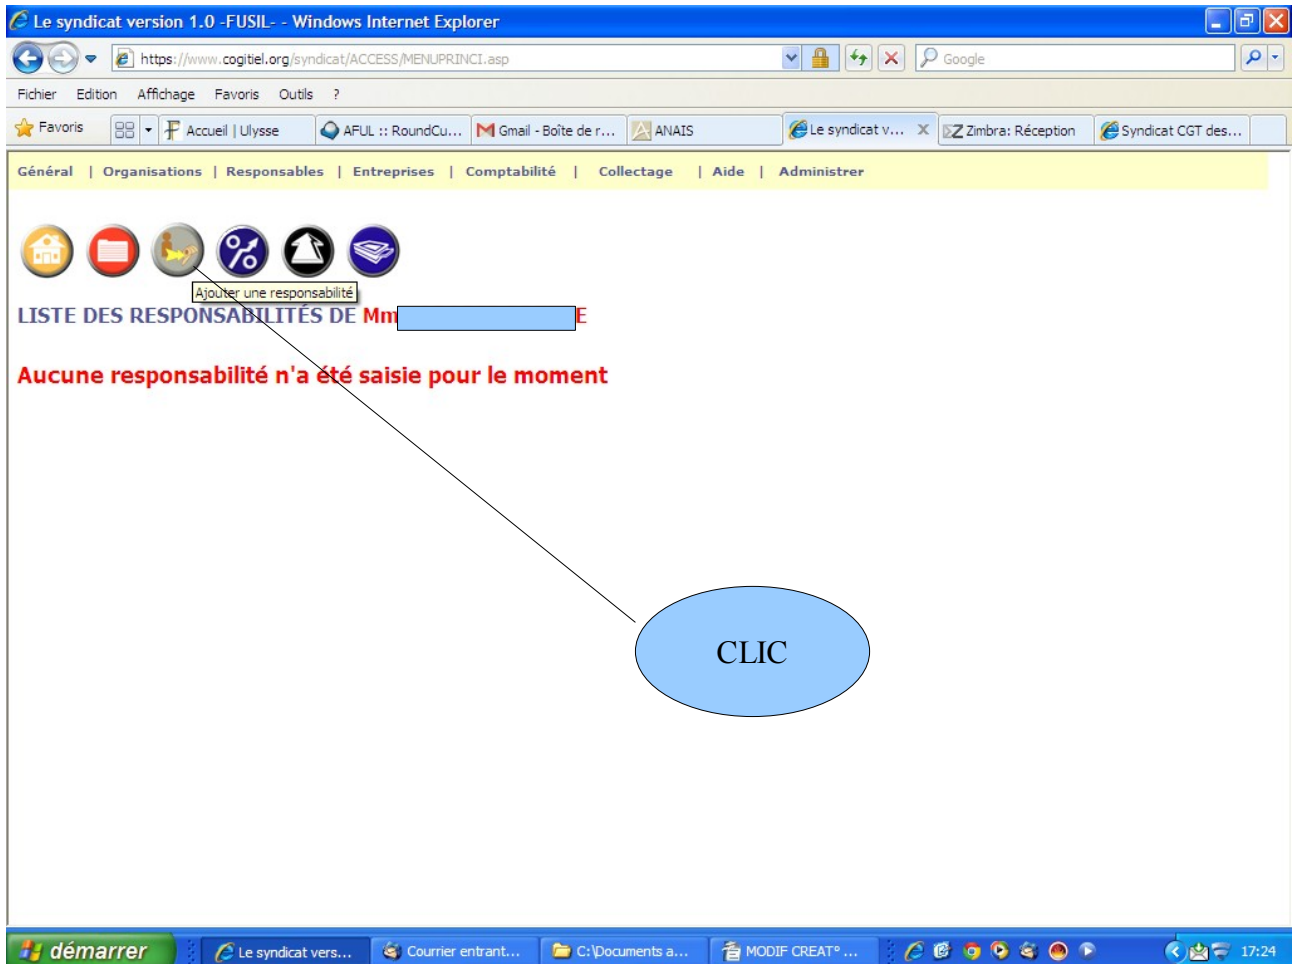 Le syndicat version 1.0 -FUSIL- - Windows Internet Explorer
https://www.cogitiel.org/syndicat/ACCESS/MENUPRINCI.asp
Google
Fichier Edition Affichage Favoris Outils ?
Favoris Accueil | Ulysse AFUL :: RoundCu... Gmail - Boîte de r... ANAIS Le syndicat v... X Zimbra: Réception Syndicat CGT des...
Général | Organisations | Responsables | Entreprises | Comptabilité | Collectage | Aide | Administrer
Ajouter une responsabilité
LISTE DES RESPONSABILITÉS DE Mm E
Aucune responsabilité n'a été saisie pour le moment
CLIC
démarrer Le syndicat vers... Courrier entrant... C:\Documents a... MODIF CREAT° ... 17:24